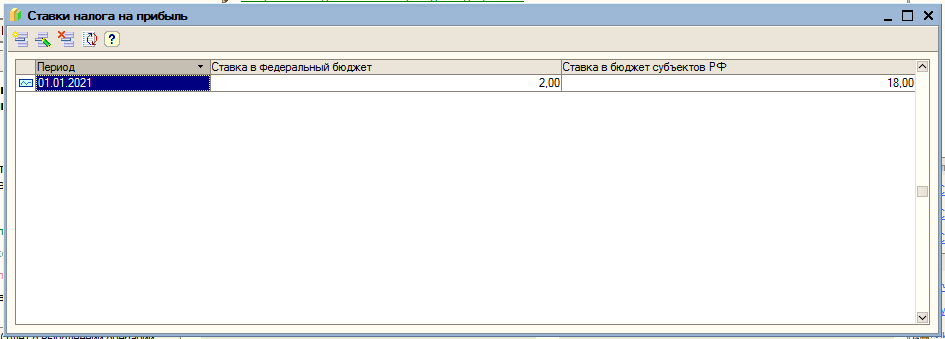 Ставки налога на прибыль
Период Ставка в федеральный бюджет Ставка в бюджет субъектов РФ
01.01.2021 2,00 18,00